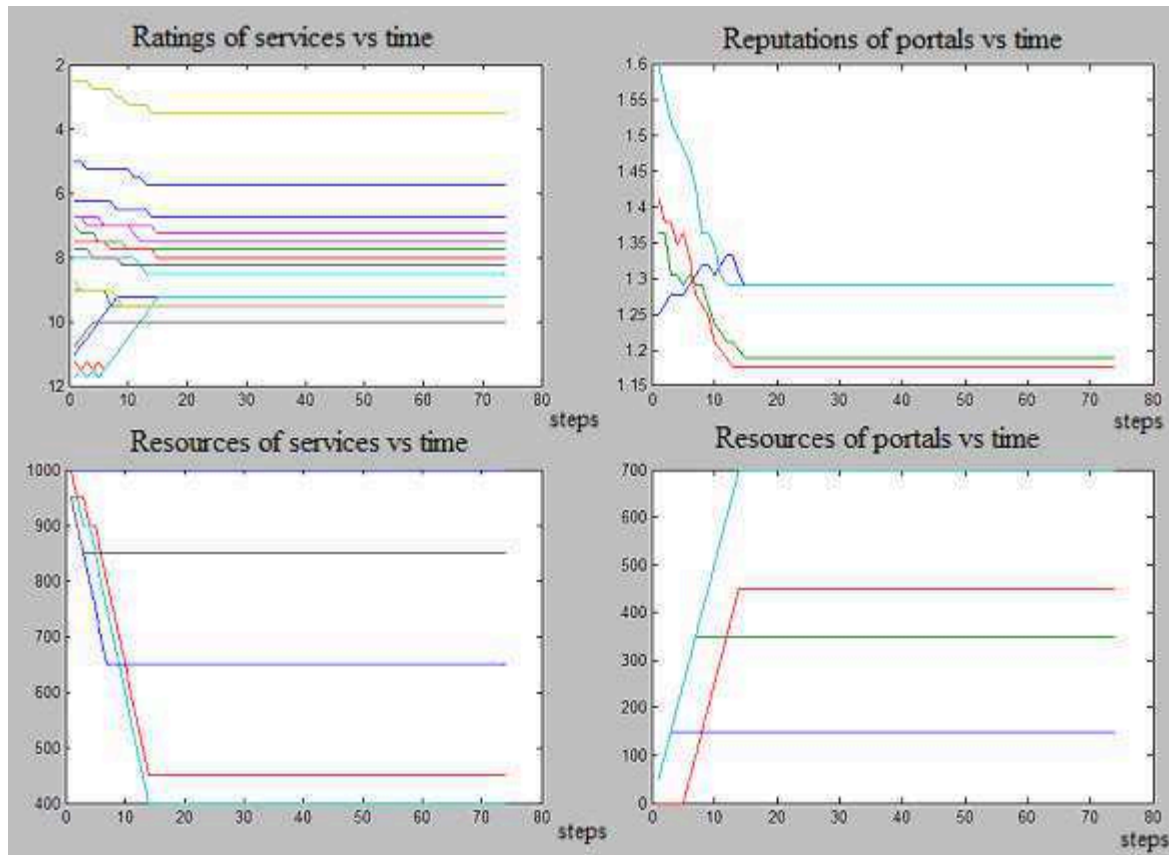 Ratings of services vs time
2
4
6
8
10
12
0 10 20 30 40 50 60 70 80
steps
Reputations of portals vs time
1.6
1.55
1.5
1.45
1.4
1.35
1.3
1.25
1.2
1.15
0 10 20 30 40 50 60 70 80
steps
Resources of services vs time
1000
900
800
700
600
500
400
0 10 20 30 40 50 60 70 80
steps
Resources of portals vs time
700
600
500
400
300
200
100
0
0 10 20 30 40 50 60 70 80
steps